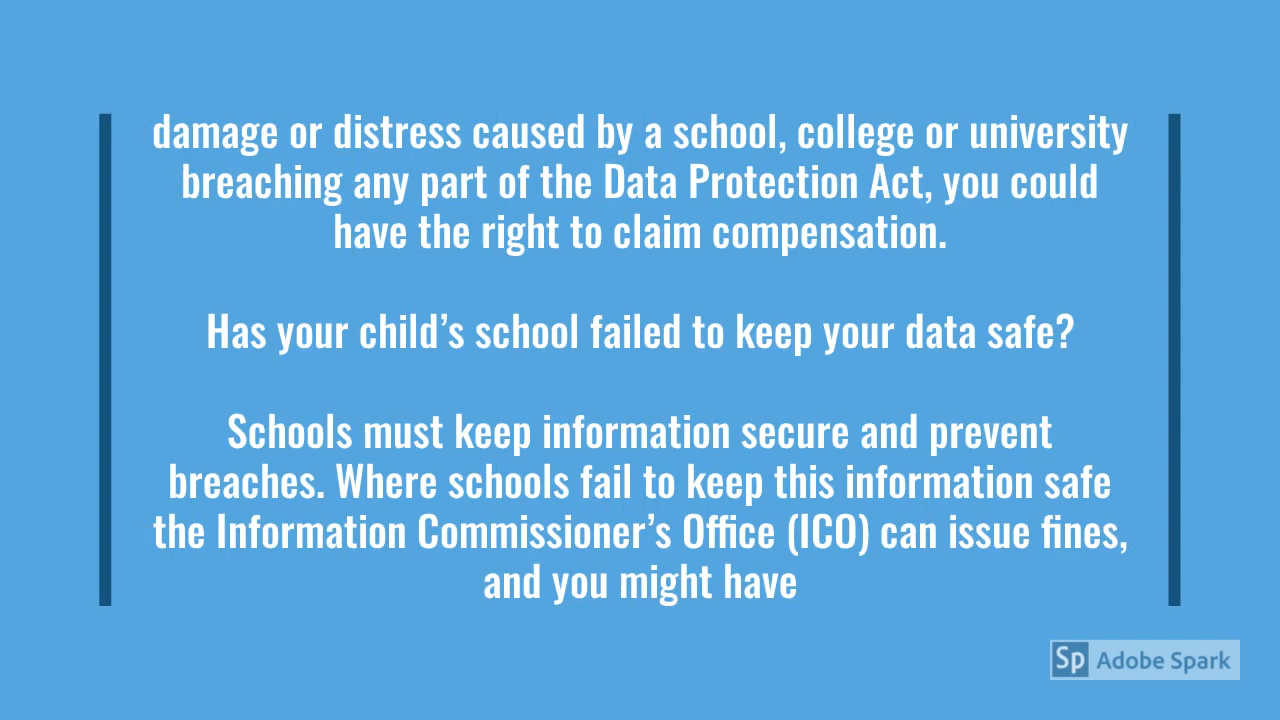 damage or distress caused by a school, college or university
breaching any part of the Data Protection Act, you could
have the right to claim compensation.
Has your child’s school failed to keep your data safe?
Schools must keep information secure and prevent
breaches. Where schools fail to keep this information safe
the Information Commissioner’s Office (ICO) can issue fines,
and you might have
Sp Adobe Spark